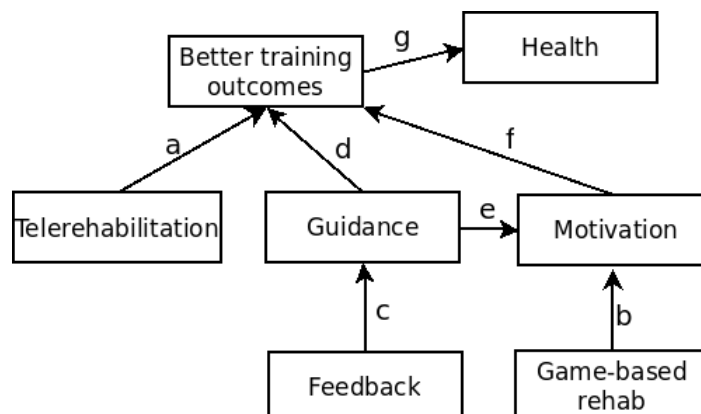 Better training
outcomes
g
Health
a
d
f
Telerehabilitation
Guidance
e
Motivation
c
b
Feedback
Game-based
rehab